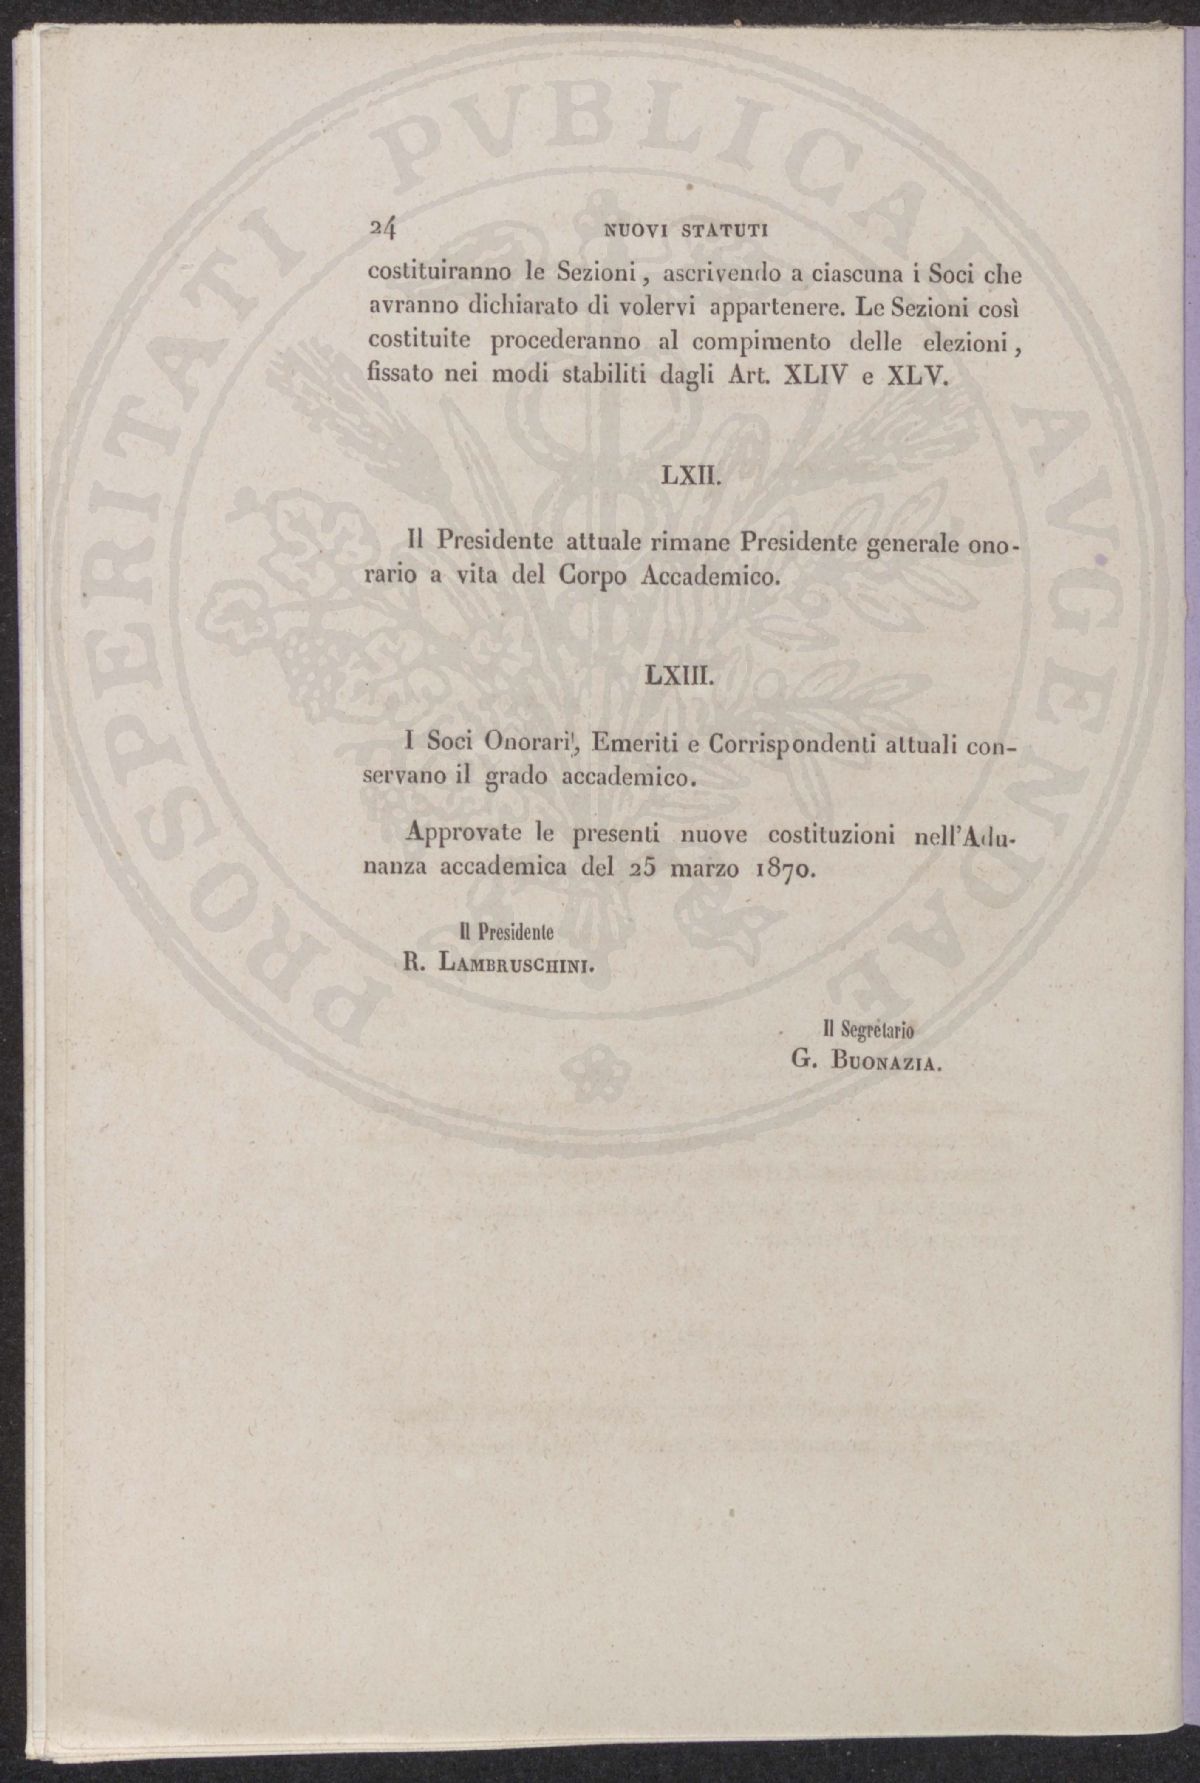 24 NUOVI STATUTI
costituiranno le Sezioni, ascrivendo a ciascuna i Soci che
avranno dichiarato di volervi appartenere. Le Sezioni così
costituite procederanno al compimento delle elezioni,
fissato nei modi stabiliti dagli Art. XLIV e XLV.
LXII.
Il Presidente attuale rimane Presidente generale ono-
rario a vita del Corpo Accademico.
LXIII.
I Soci Onorari, Emeriti e Corrispondenti attuali con-
servano il grado accademico.
Approvate le presenti nuove costituzioni nell'Adu-
nanza accademica del 25 marzo 1870.
Il Presidente
R. LAMBRUSCHINI.
Il Segretario
G. BUONAZIA.
PROSPERITATI PVBLICAE AVGENDAE